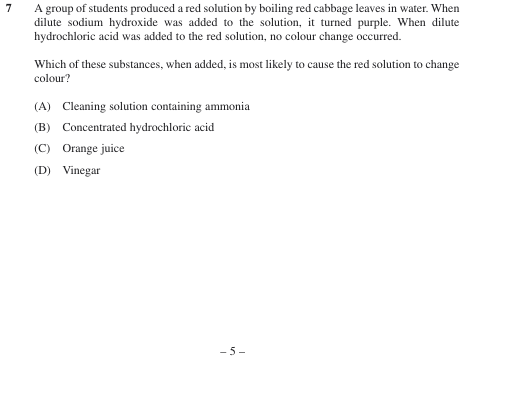 7 A group of students produced a red solution by boiling red cabbage leaves in water. When
dilute sodium hydroxide was added to the solution, it turned purple. When dilute
hydrochloric acid was added to the red solution, no colour change occurred.
Which of these substances, when added, is most likely to cause the red solution to change
colour?
(A) Cleaning solution containing ammonia
(B) Concentrated hydrochloric acid
(C) Orange juice
(D) Vinegar
– 5 –